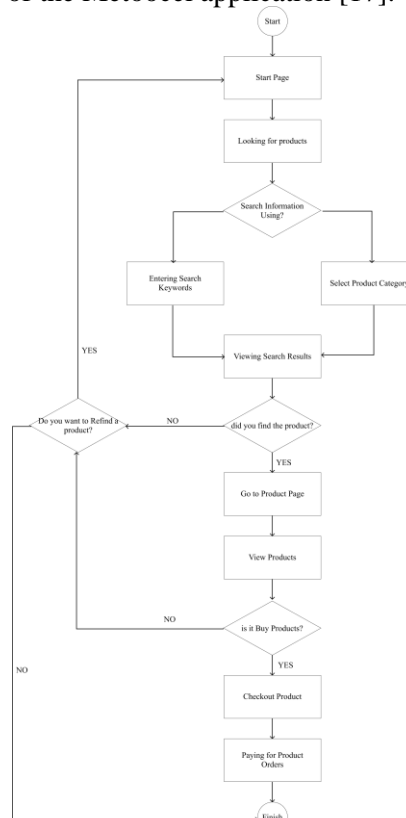 of the Metoocel application [17].
Start
Start Page
Looking for products
Search Information
Using?
Entering Search
Keywords
Select Product Category
Viewing Search Results
YES
Do you want to Refind a
product?
NO
did you find the product?
YES
Go to Product Page
View Products
NO
is it Buy Products?
YES
NO
Checkout Product
Paying for Product
Orders
Finish